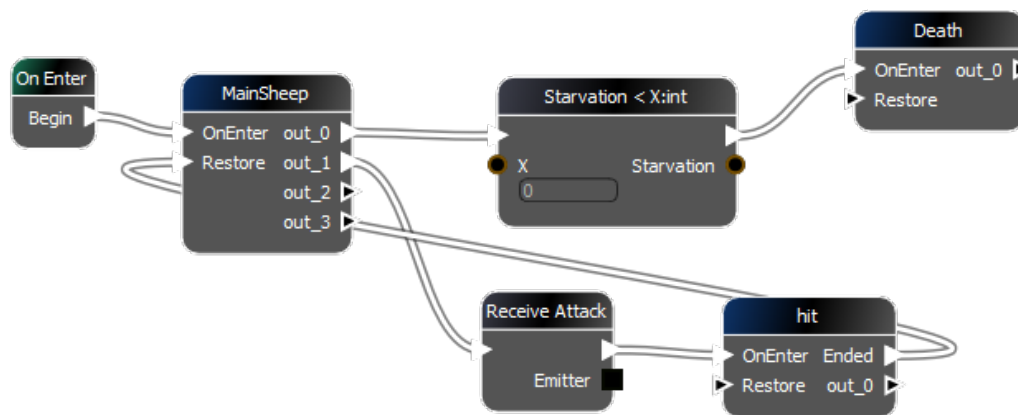 On Enter
Begin
MainSheep
OnEnter out_0
Restore out_1
out_2
out_3
Starvation < X:int
X Starvation
0
Death
OnEnter out_0
Restore
Receive Attack
Emitter
hit
OnEnter Ended
Restore out_0